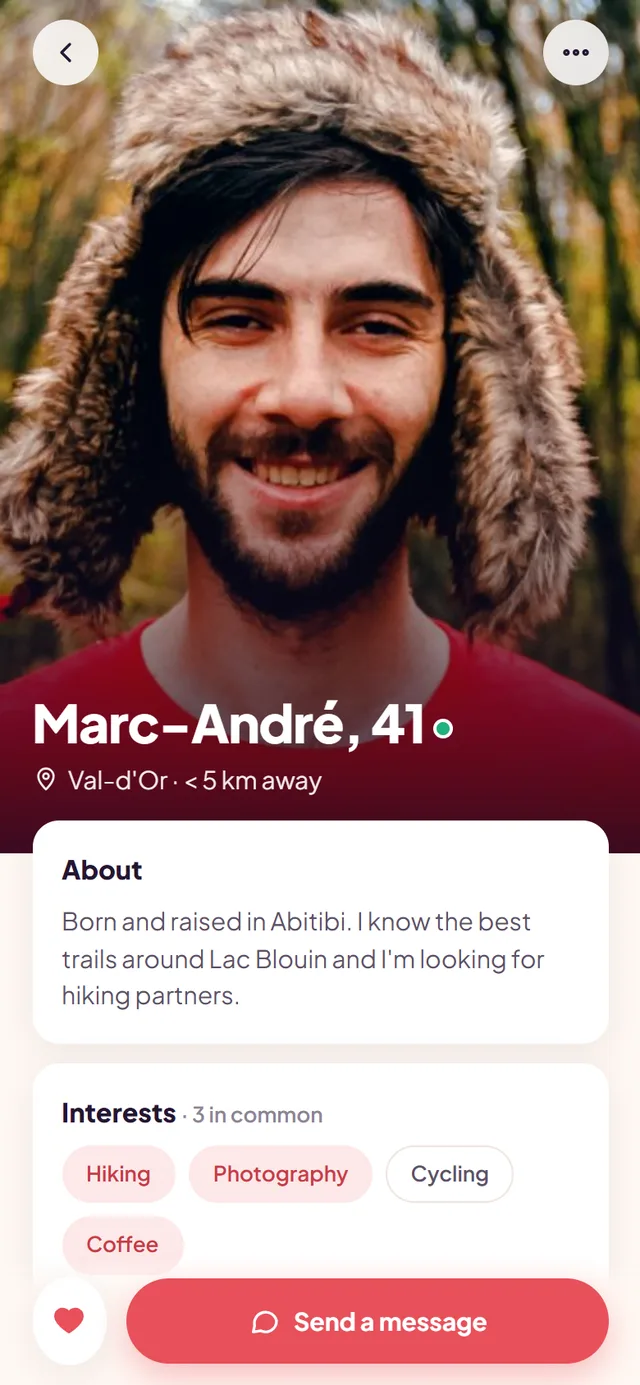 Marc-André, 41
Val-d'Or · < 5 km away
About
Born and raised in Abitibi. I know the best
trails around Lac Blouin and I'm looking for
hiking partners.
Interests · 3 in common
Hiking
Photography
Cycling
Coffee
Send a message